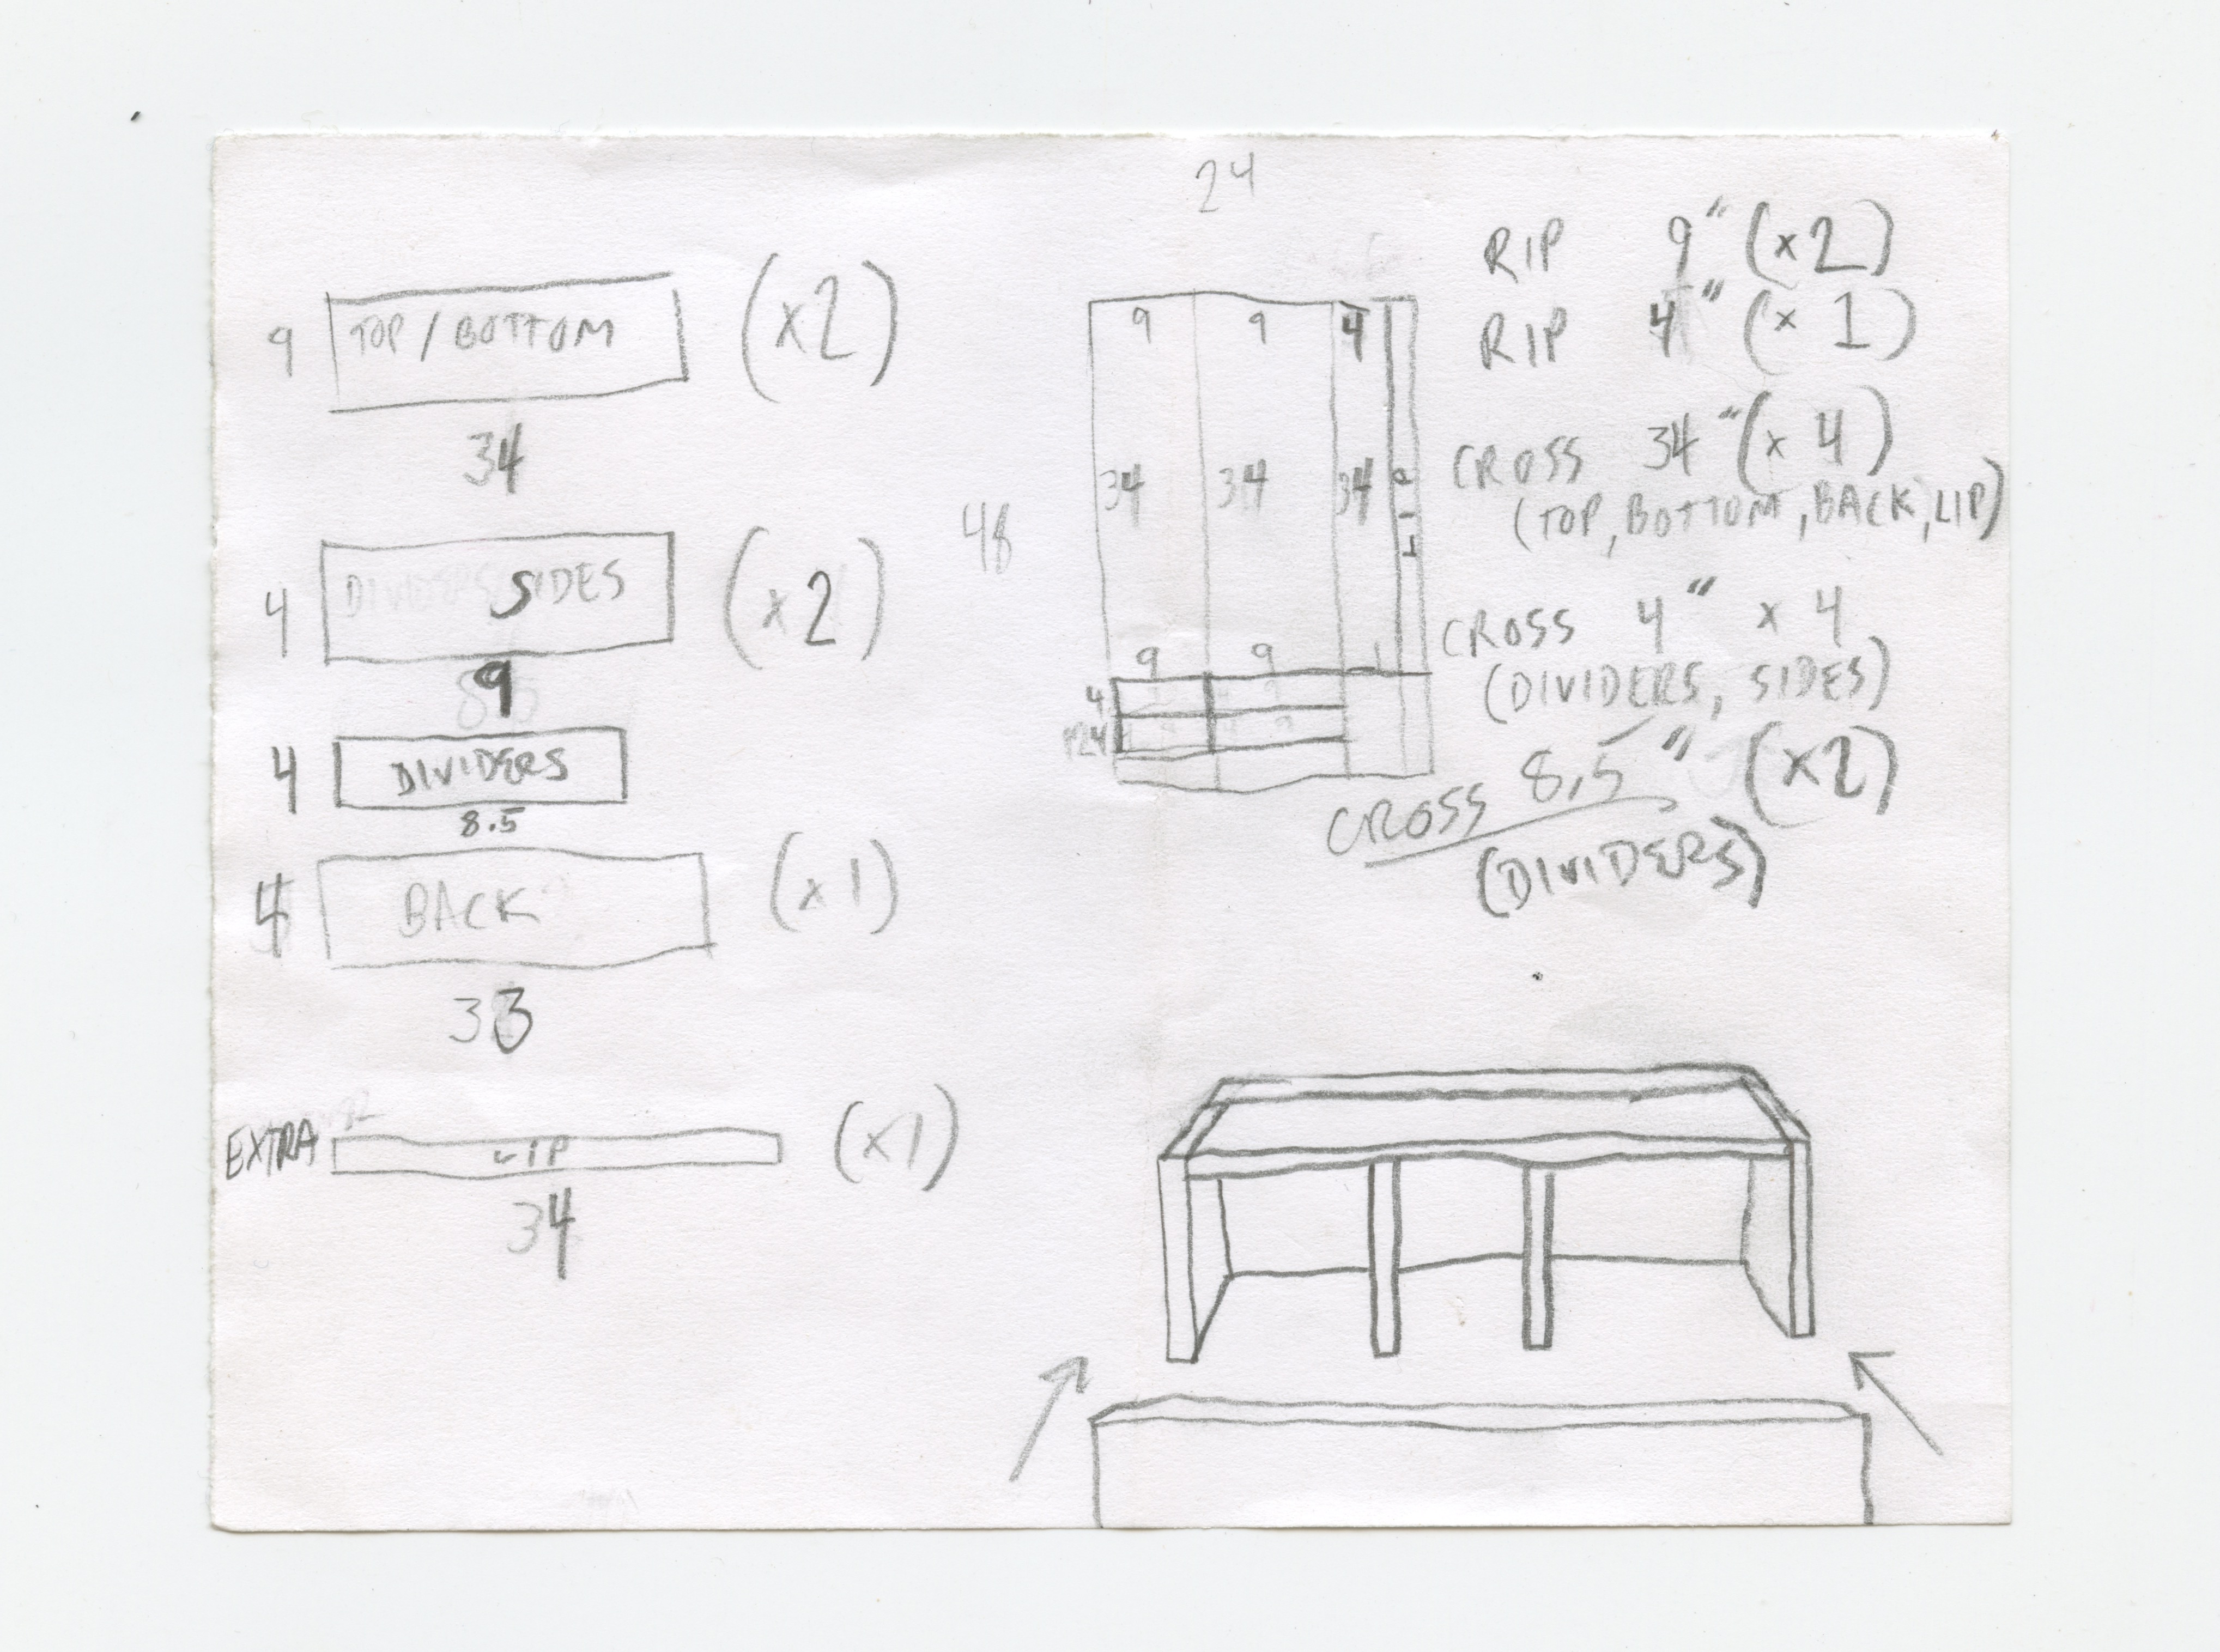 9 TOP / BOTTOM (x2)
34
4 DIVIDERS SIDES (x2)
9
4 DIVIDERS
8.5
4 BACK (x1)
33
EXTRA LIP (x1)
34
24
48
9 9 4
34 34 34 LIP
9 9
4
4
RIP 9" (x2)
RIP 4" (x 1)
CROSS 34" (x 4)
(TOP, BOTTOM, BACK, LIP)
CROSS 4" x 4
(DIVIDERS, SIDES)
CROSS 8.5" (x2)
(DIVIDERS)